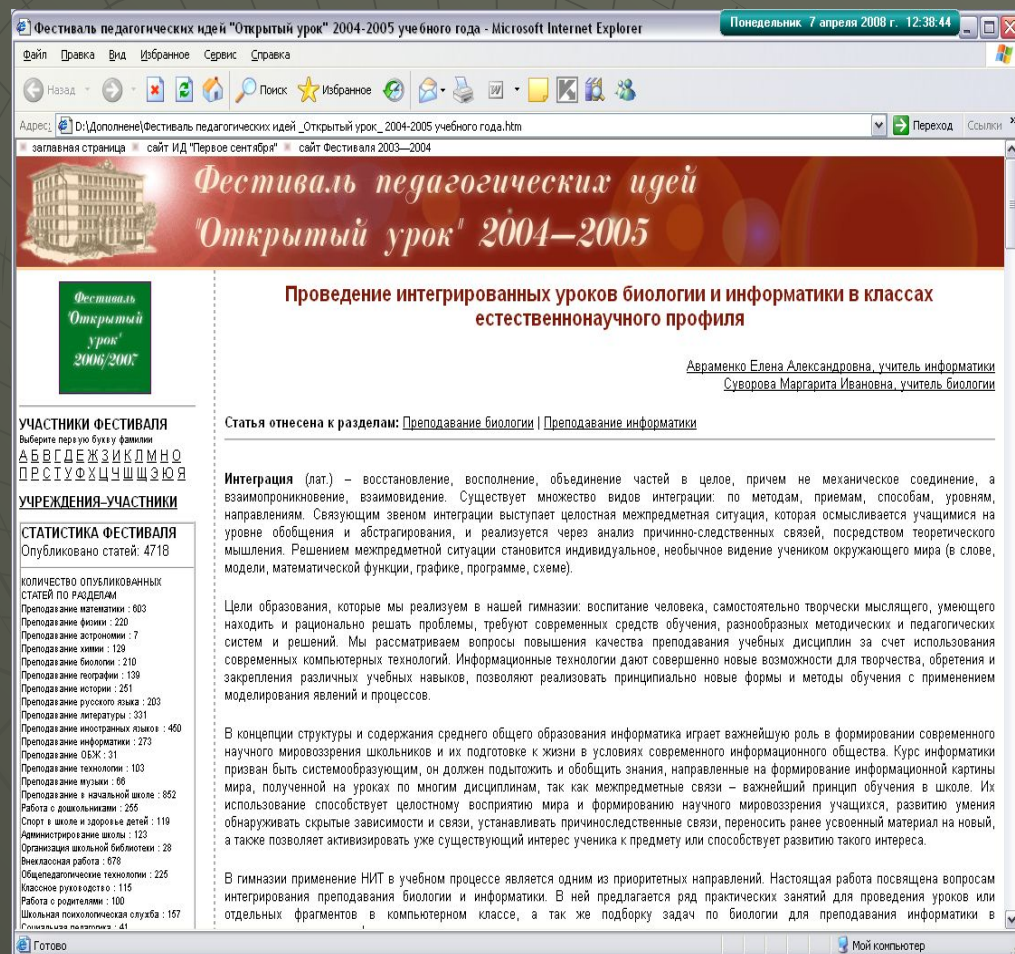 Фестиваль педагогических идей "Открытый урок" 2004-2005 учебного года - Microsoft Internet Explorer
Понедельник 7 апреля 2008 г. 12:38:44
Файл Правка Вид Избранное Сервис Справка
Назад Поиск Избранное
Адрес: D:\Дополнене\Фестиваль педагогических идей _Открытый урок_ 2004-2005 учебного года.htm Переход Ссылки »
заглавная страница сайт ИД "Первое сентября" сайт Фестиваля 2003—2004
Фестиваль педагогических идей
"Открытый урок" 2004—2005
Фестиваль
"Открытый
урок"
2006/2007
УЧАСТНИКИ ФЕСТИВАЛЯ
Выберите первую букву фамилии
А Б В Г Д Е Ж З И К Л М Н О
П Р С Т У Ф Х Ц Ч Ш Щ Э Ю Я
УЧРЕЖДЕНИЯ–УЧАСТНИКИ
СТАТИСТИКА ФЕСТИВАЛЯ
Опубликовано статей: 4718
КОЛИЧЕСТВО ОПУБЛИКОВАННЫХ
СТАТЕЙ ПО РАЗДЕЛАМ
Преподавание математики : 603
Преподавание физики : 220
Преподавание астрономии : 7
Преподавание химии : 129
Преподавание биологии : 210
Преподавание географии : 139
Преподавание истории : 251
Преподавание русского языка : 203
Преподавание литературы : 331
Преподавание иностранных языков : 450
Преподавание информатики : 273
Преподавание ОБЖ : 31
Преподавание технологии : 103
Преподавание музыки : 66
Преподавание в начальной школе : 852
Работа с дошкольниками : 255
Спорт в школе и здоровье детей : 119
Администрирование школы : 123
Организация школьной библиотеки : 28
Внеклассная работа : 678
Общепедагогические технологии : 225
Классное руководство : 115
Работа с родителями : 100
Школьная психологическая служба : 157
Социальная педагогика : 41
Проведение интегрированных уроков биологии и информатики в классах
естественнонаучного профиля
Авраменко Елена Александровна, учитель информатики
Суворова Маргарита Ивановна, учитель биологии
Статья отнесена к разделам: Преподавание биологии | Преподавание информатики
Интеграция (лат.) – восстановление, восполнение, объединение частей в целое, причем не механическое соединение, а
взаимопроникновение, взаимовидение. Существует множество видов интеграции: по методам, приемам, способам, уровням,
направлениям. Связующим звеном интеграции выступает целостная межпредметная ситуация, которая осмысливается учащимися на
уровне обобщения и абстрагирования, и реализуется через анализ причинно-следственных связей, посредством теоретического
мышления. Решением межпредметной ситуации становится индивидуальное, необычное видение учеником окружающего мира (в слове,
модели, математической функции, графике, программе, схеме).
Цели образования, которые мы реализуем в нашей гимназии: воспитание человека, самостоятельно творчески мыслящего, умеющего
находить и рационально решать проблемы, требуют современных средств обучения, разнообразных методических и педагогических
систем и решений. Мы рассматриваем вопросы повышения качества преподавания учебных дисциплин за счет использования
современных компьютерных технологий. Информационные технологии дают совершенно новые возможности для творчества, обретения и
закрепления различных учебных навыков, позволяют реализовать принципиально новые формы и методы обучения с применением
моделирования явлений и процессов.
В концепции структуры и содержания среднего общего образования информатика играет важнейшую роль в формировании современного
научного мировоззрения школьников и их подготовке к жизни в условиях современного информационного общества. Курс информатики
призван быть системообразующим, он должен подытожить и обобщить знания, направленные на формирование информационной картины
мира, полученной на уроках по многим дисциплинам, так как межпредметные связи – важнейший принцип обучения в школе. Их
использование способствует целостному восприятию мира и формированию научного мировоззрения учащихся, развитию умения
обнаруживать скрытые зависимости и связи, устанавливать причиноследственные связи, переносить ранее усвоенный материал на новый,
а также позволяет активизировать уже существующий интерес ученика к предмету или способствует развитию такого интереса.
В гимназии применение НИТ в учебном процессе является одним из приоритетных направлений. Настоящая работа посвящена вопросам
интегрирования преподавания биологии и информатики. В ней предлагается ряд практических занятий для проведения уроков или
отдельных фрагментов в компьютерном классе, а так же подборку задач по биологии для преподавания информатики в
Готово Мой компьютер